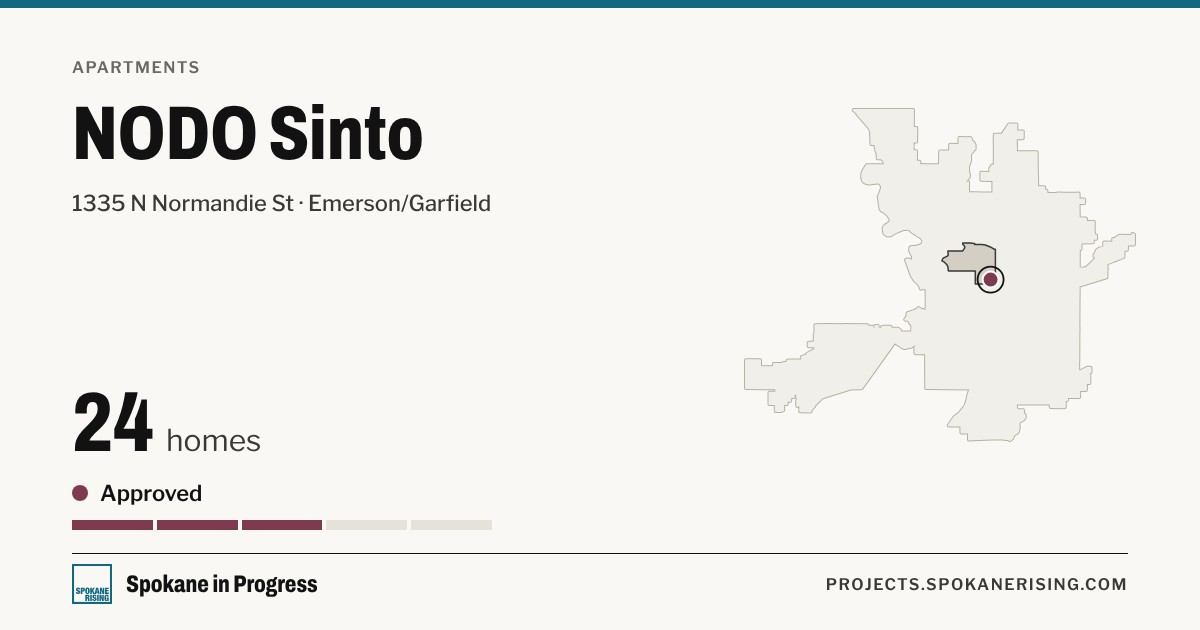 APARTMENTS
NODO Sinto
1335 N Normandie St · Emerson/Garfield
24 homes
Approved
SPOKANE
RISING
Spokane in Progress
PROJECTS.SPOKANERISING.COM